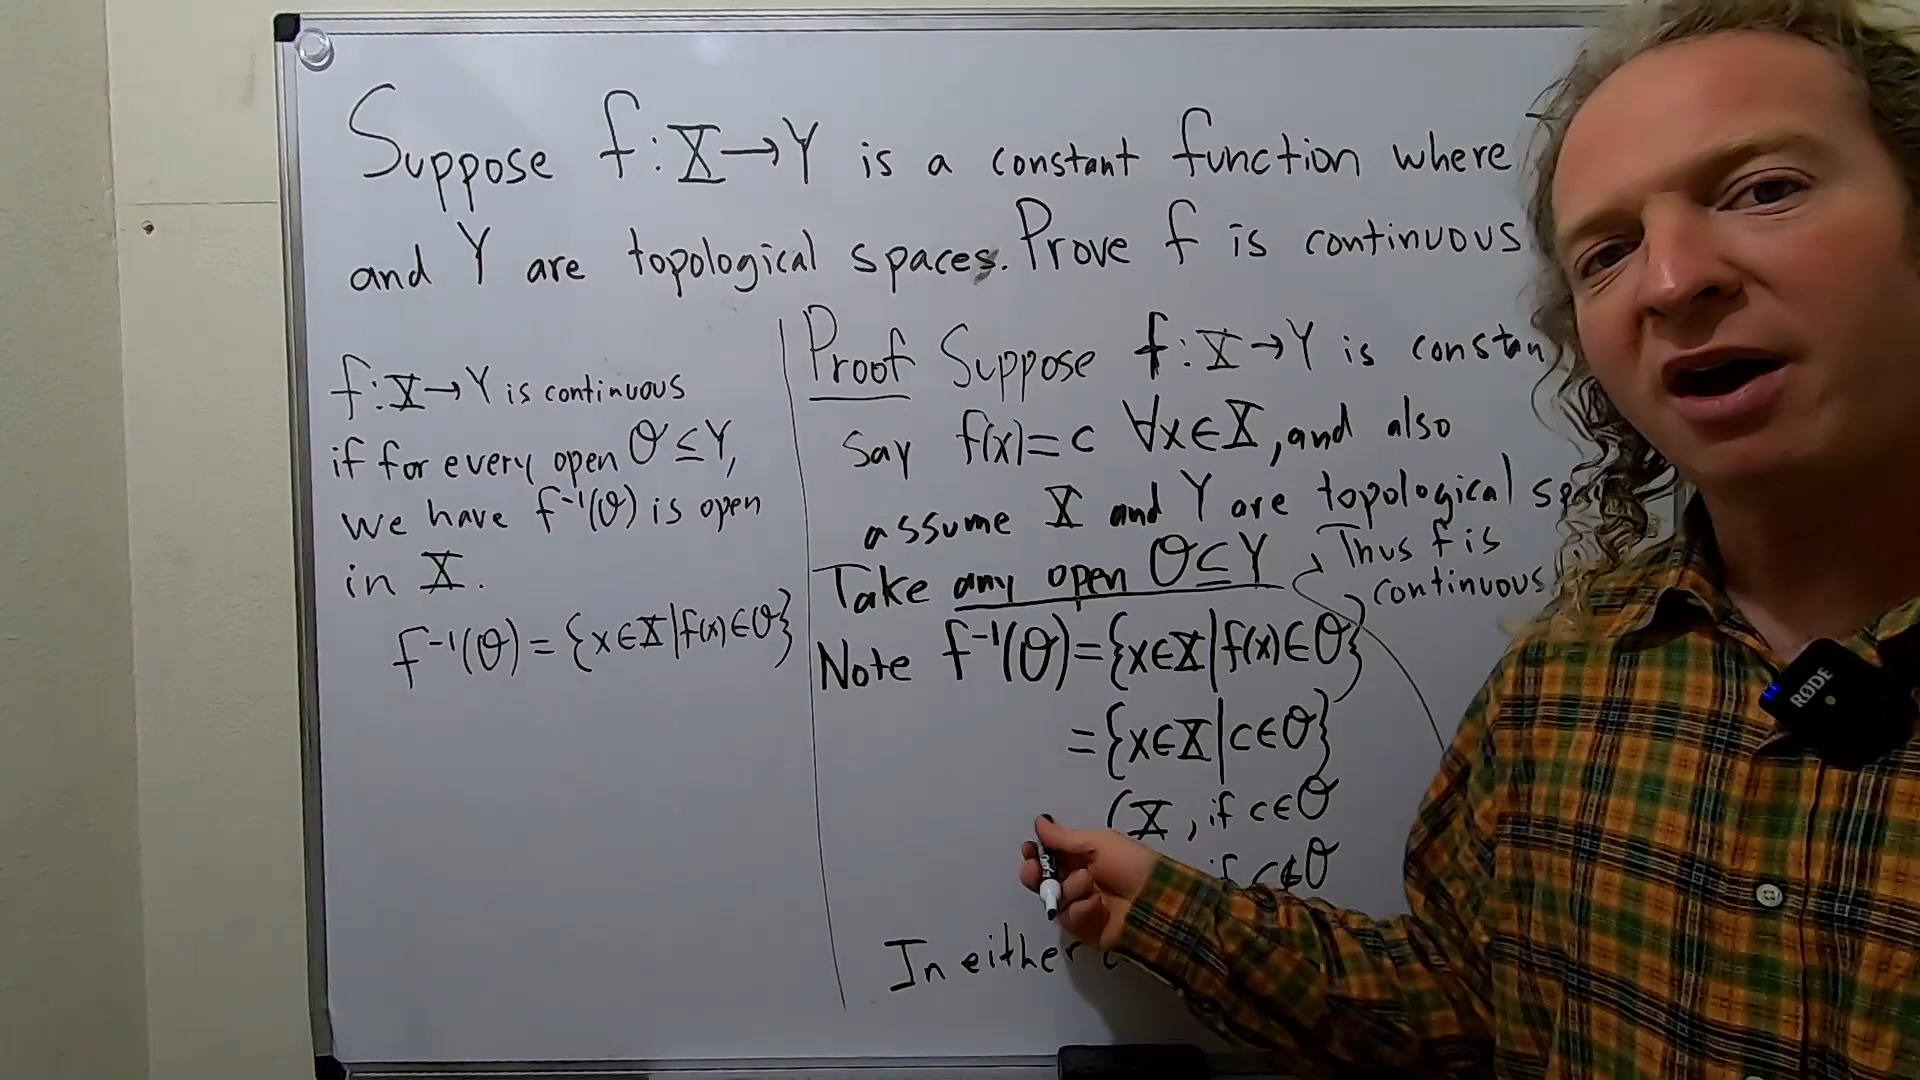 Suppose f: X → Y is a constant function where
and Y are topological spaces. Prove f is continuous
f: X → Y is continuous
if for every open O ⊆ Y,
we have f⁻¹(O) is open
in X.
f⁻¹(O) = {x ∈ X | f(x) ∈ O}
Proof Suppose f: X → Y is constan
Say f(x) = c ∀x ∈ X, and also
assume X and Y are topological
Take any open O ⊆ Y
Thus f is
continuous
Note f⁻¹(O) = {x ∈ X | f(x) ∈ O}
= {x ∈ X | c ∈ O}
X, if c ∈ O
if c ∉ O
In either
RØDE